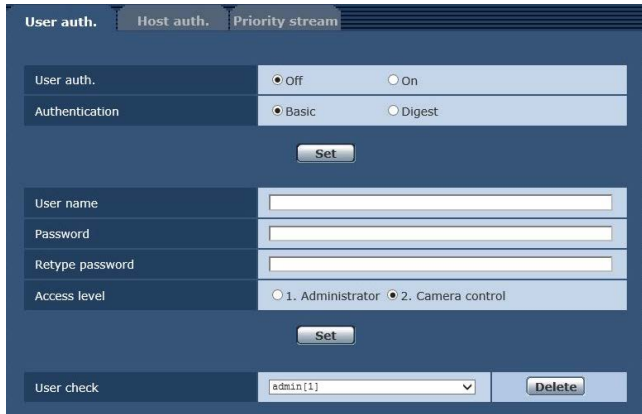 User auth. Host auth. Priority stream
User auth. Off On
Authentication Basic Digest
Set
User name
Password
Retype password
Access level 1. Administrator 2. Camera control
Set
User check admin[1] Delete